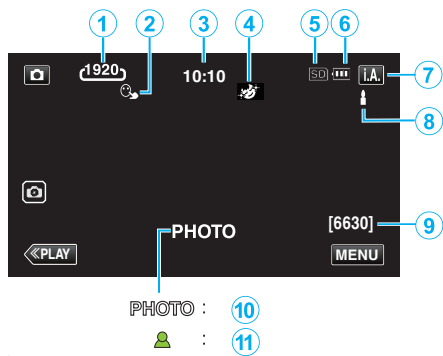 1 2 3 4 5 6
1920 10:10 SD i.A. 7
8
PHOTO [6630] 9
≪PLAY MENU
PHOTO : 10
: 11